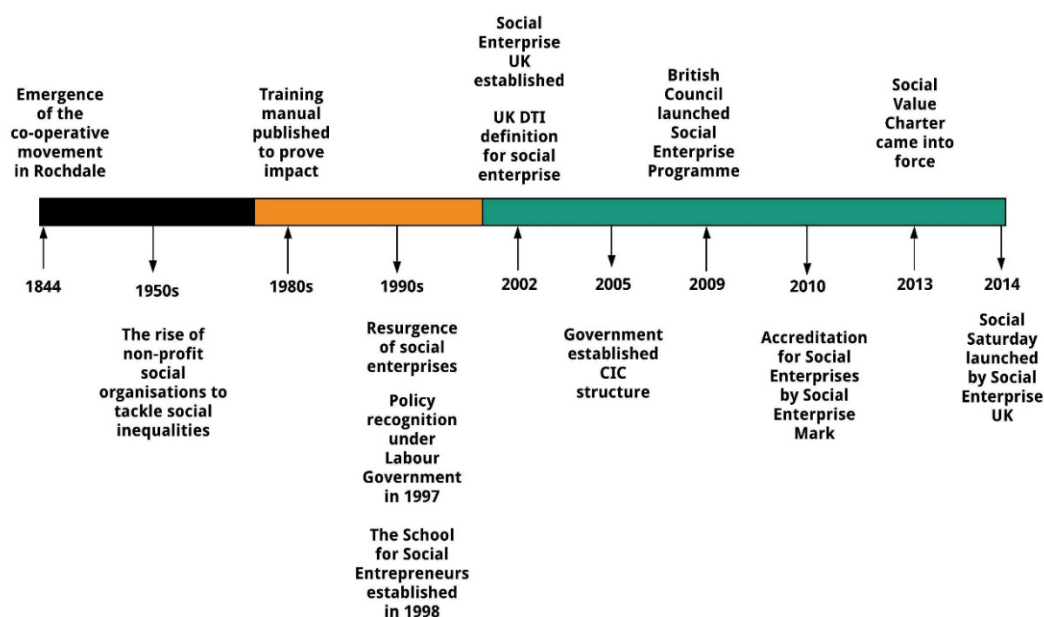 Emergence
of the
co-operative
movement
in Rochdale
Training
manual
published
to prove
impact
Social
Enterprise
UK
established
UK DTI
definition
for social
enterprise
British
Council
launched
Social
Enterprise
Programme
Social
Value
Charter
came into
force
1844
1950s
1980s
1990s
2002
2005
2009
2010
2013
2014
The rise of
non-profit
social
organisations to
tackle social
inequalities
Resurgence
of social
enterprises
Policy
recognition
under
Labour
Government
in 1997
The School
for Social
Entrepreneurs
established
in 1998
Government
established
CIC
structure
Accreditation
for Social
Enterprises
by Social
Enterprise
Mark
Social
Saturday
launched
by Social
Enterprise
UK